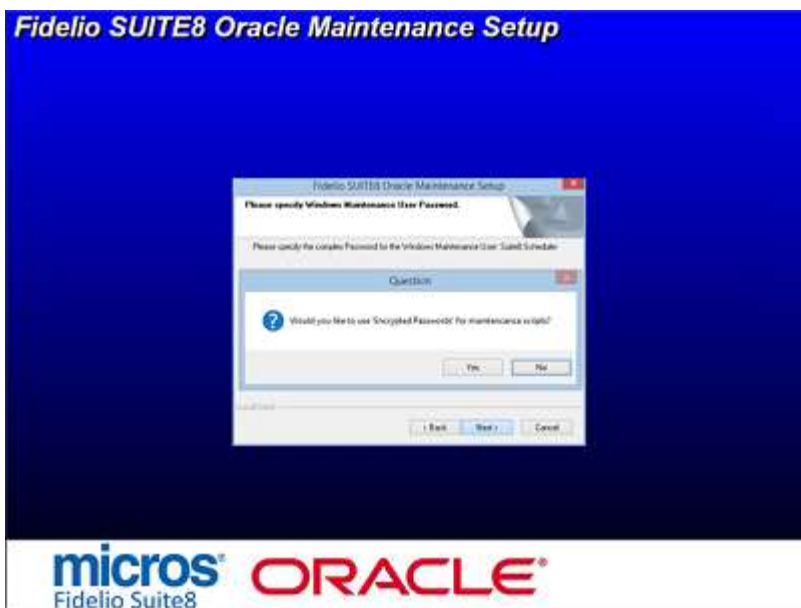 Fidelio SUITE8 Oracle Maintenance Setup
Fidelio SUITE8 Oracle Maintenance Setup
Please specify Windows Maintenance User Password.
Please specify the complex Password for the Windows Maintenance User: Suite8 Scheduler
Question
Would you like to use 'Encrypted Passwords' for maintenance scripts?
Yes No
< Back Next > Cancel
micros ORACLE
Fidelio Suite8